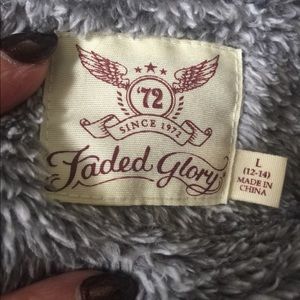 '72
SINCE 1972
Faded Glory
L
(12-14)
MADE IN
CHINA